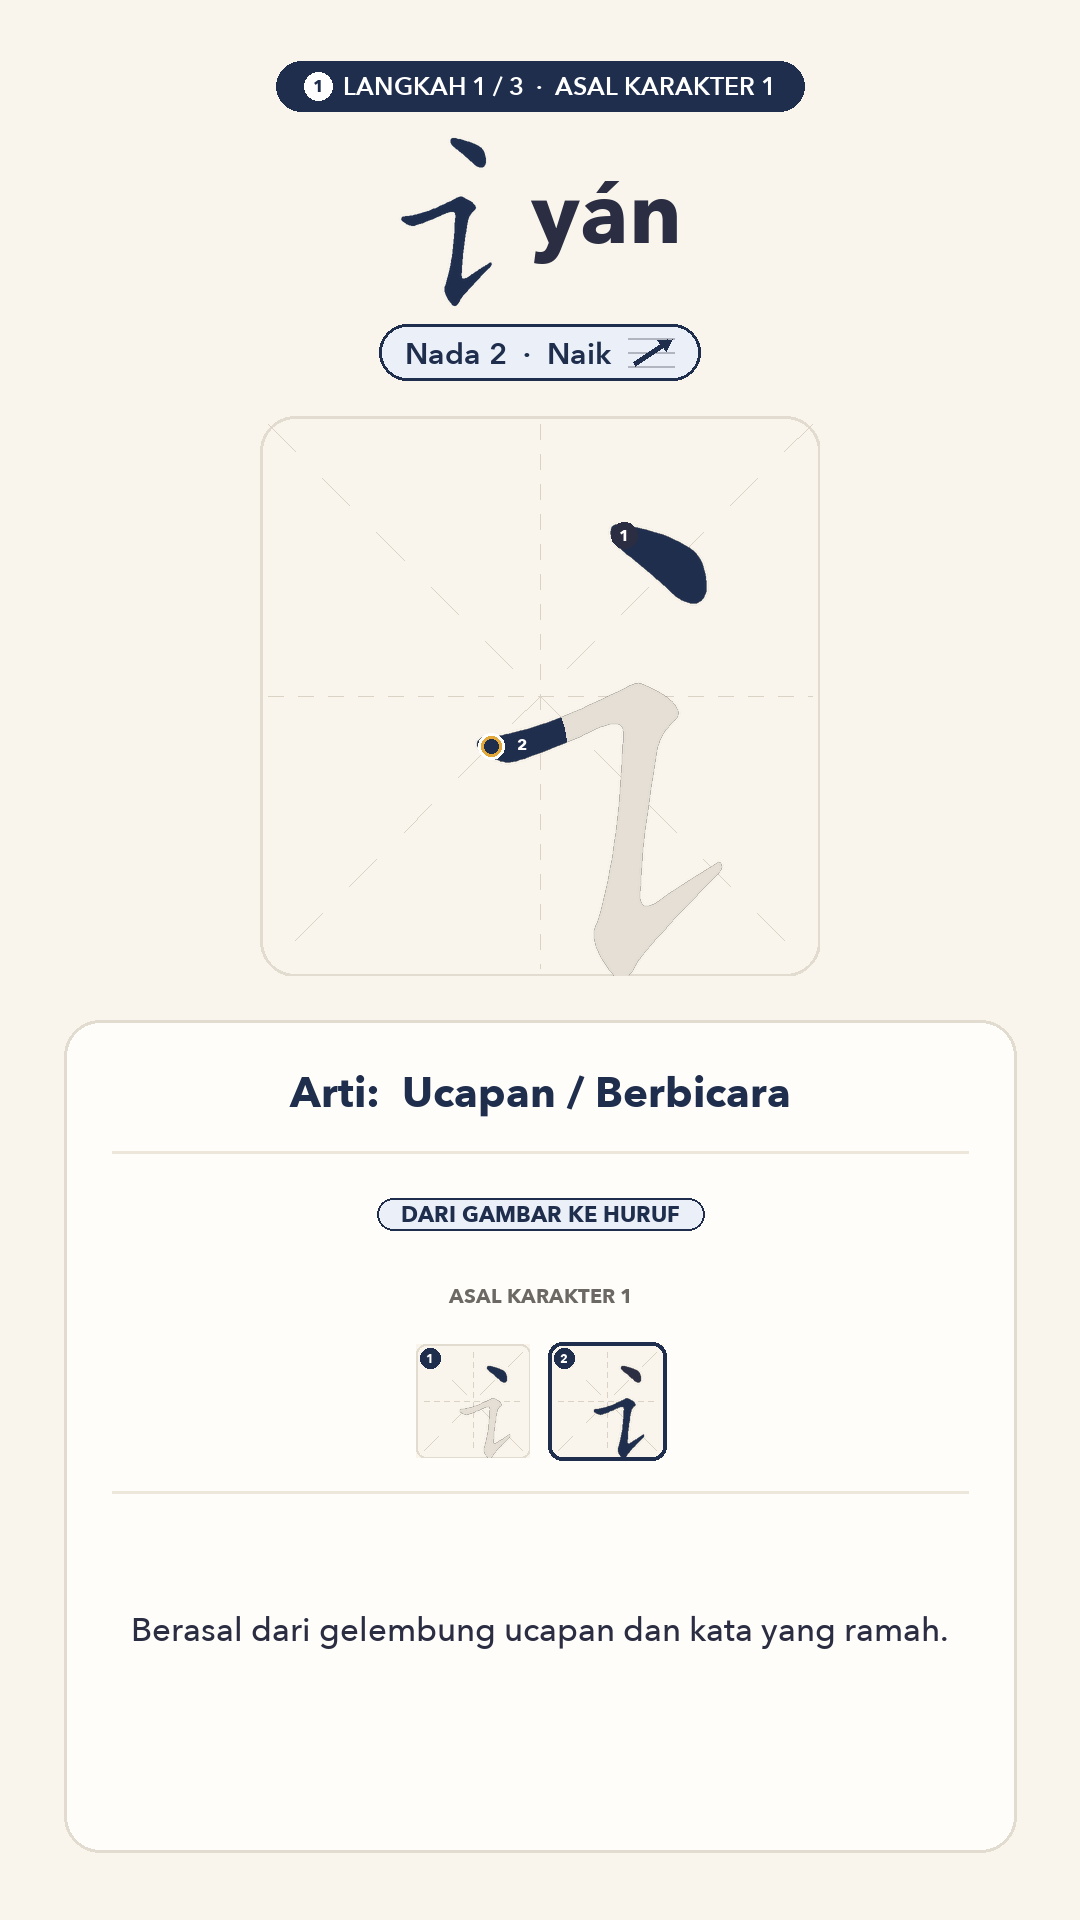 1 LANGKAH 1 / 3 · ASAL KARAKTER 1
讠 yán
Nada 2 · Naik
1
2
Arti: Ucapan / Berbicara
DARI GAMBAR KE HURUF
ASAL KARAKTER 1
1 2
讠
Berasal dari gelembung ucapan dan kata yang ramah.